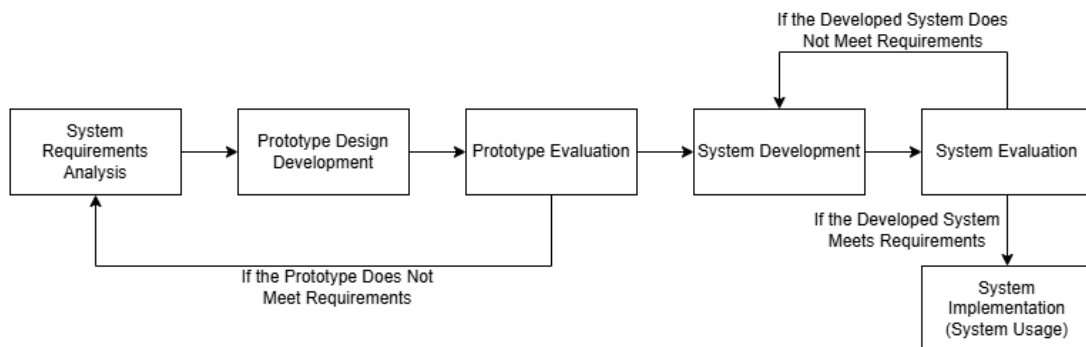 If the Developed System Does
Not Meet Requirements
System
Requirements
Analysis
Prototype Design
Development
Prototype Evaluation
System Development
System Evaluation
If the Developed System
Meets Requirements
If the Prototype Does Not
Meet Requirements
System
Implementation
(System Usage)